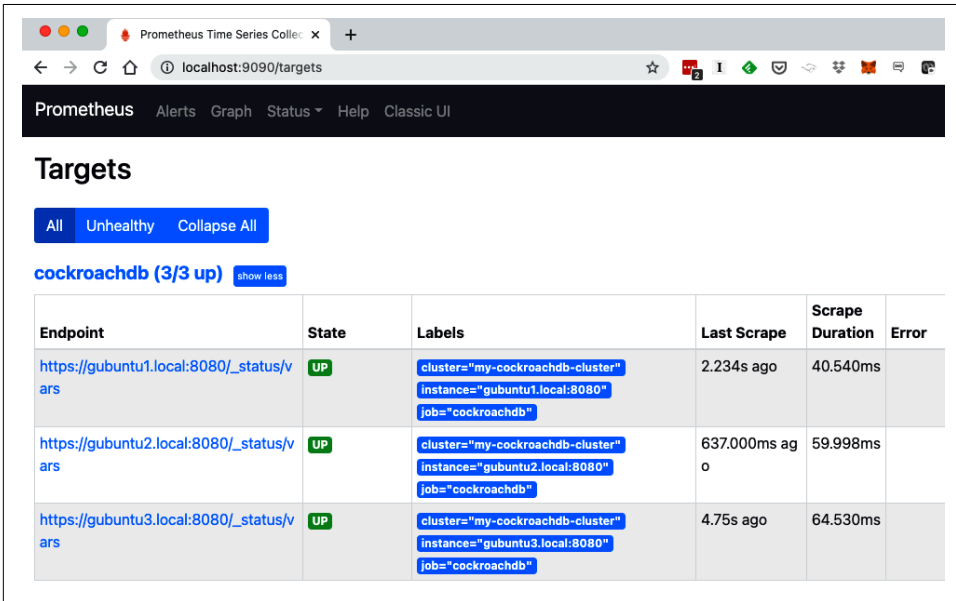 Prometheus Time Series Collec
localhost:9090/targets
2
Prometheus Alerts Graph Status Help Classic UI
Targets
All Unhealthy Collapse All
cockroachdb (3/3 up) show less
Scrape
Endpoint State Labels Last Scrape Duration Error
https://gubuntu1.local:8080/_status/v UP cluster="my-cockroachdb-cluster" 2.234s ago 40.540ms
ars instance="gubuntu1.local:8080"
job="cockroachdb"
https://gubuntu2.local:8080/_status/v UP cluster="my-cockroachdb-cluster" 637.000ms ag 59.998ms
ars instance="gubuntu2.local:8080" o
job="cockroachdb"
https://gubuntu3.local:8080/_status/v UP cluster="my-cockroachdb-cluster" 4.75s ago 64.530ms
ars instance="gubuntu3.local:8080"
job="cockroachdb"